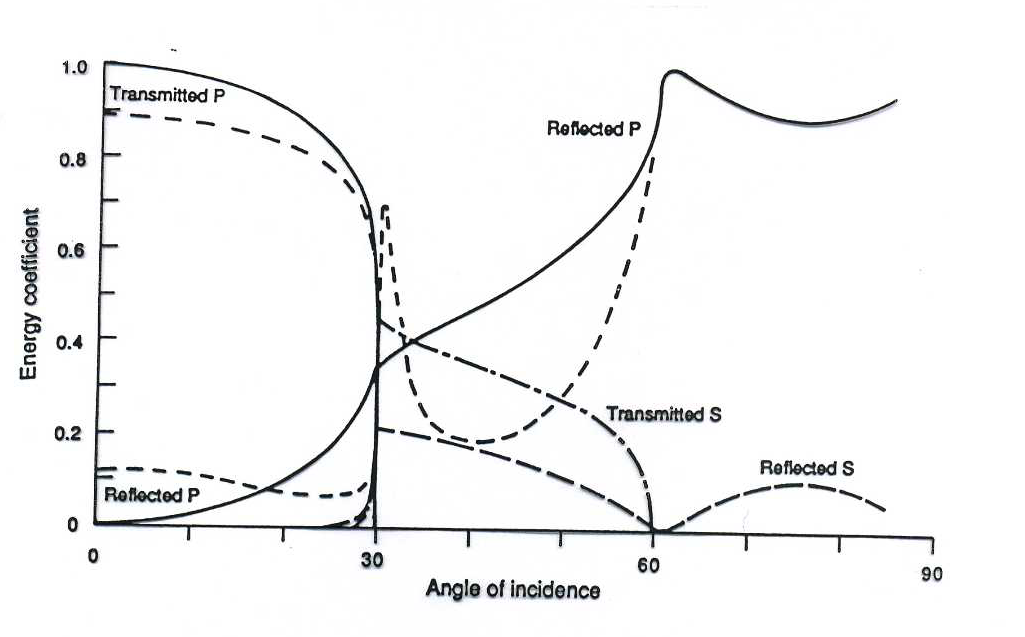 1.0
Transmitted P
Reflected P
0.8
0.6
Energy coefficient
0.4
Transmitted S
0.2
Reflected S
Reflected P
0
0
30
60
90
Angle of incidence